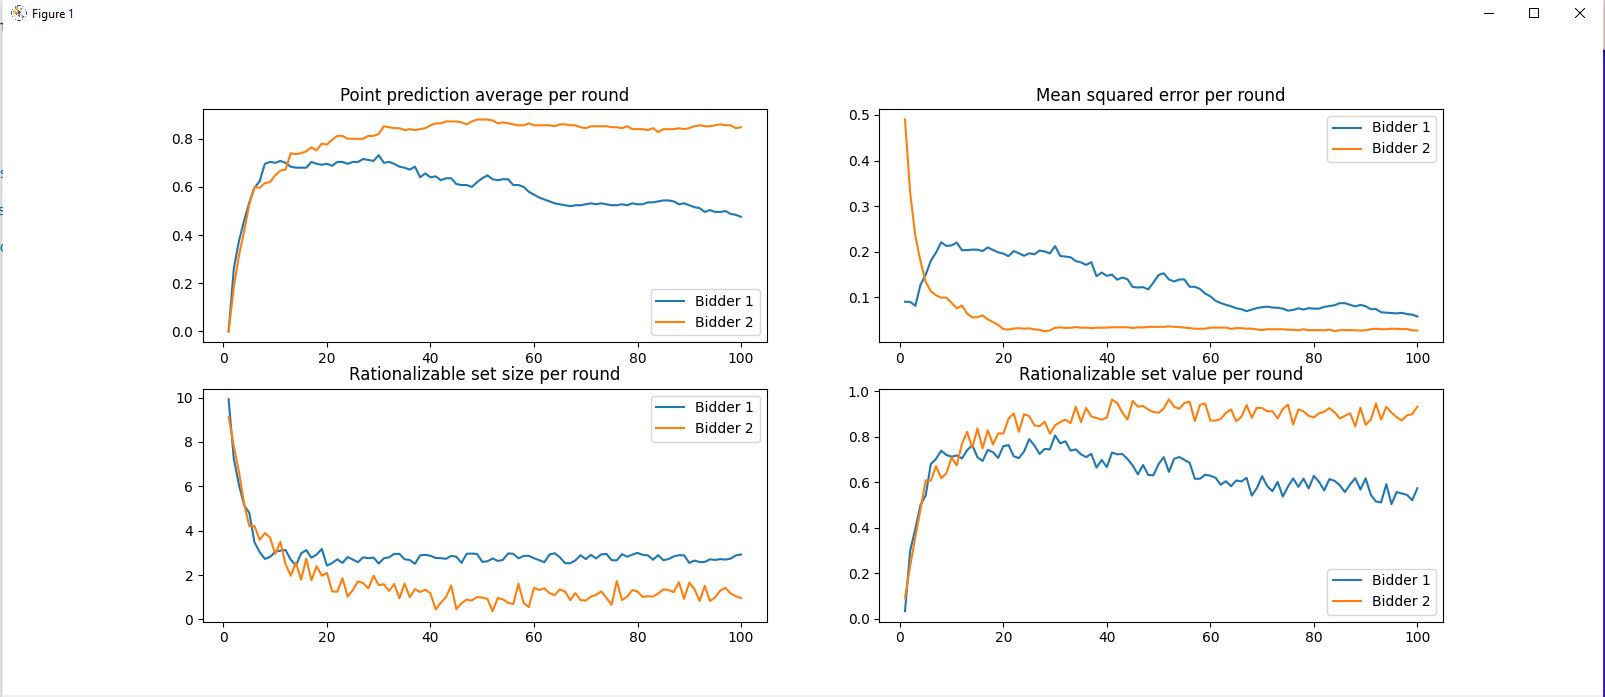 Figure 1
Point prediction average per round
0.8
0.6
0.4
0.2
0.0
0 20 40 60 80 100
Bidder 1
Bidder 2
Mean squared error per round
0.5
0.4
0.3
0.2
0.1
0 20 40 60 80 100
Bidder 1
Bidder 2
Rationalizable set size per round
10
8
6
4
2
0
0 20 40 60 80 100
Bidder 1
Bidder 2
Rationalizable set value per round
1.0
0.8
0.6
0.4
0.2
0.0
0 20 40 60 80 100
Bidder 1
Bidder 2